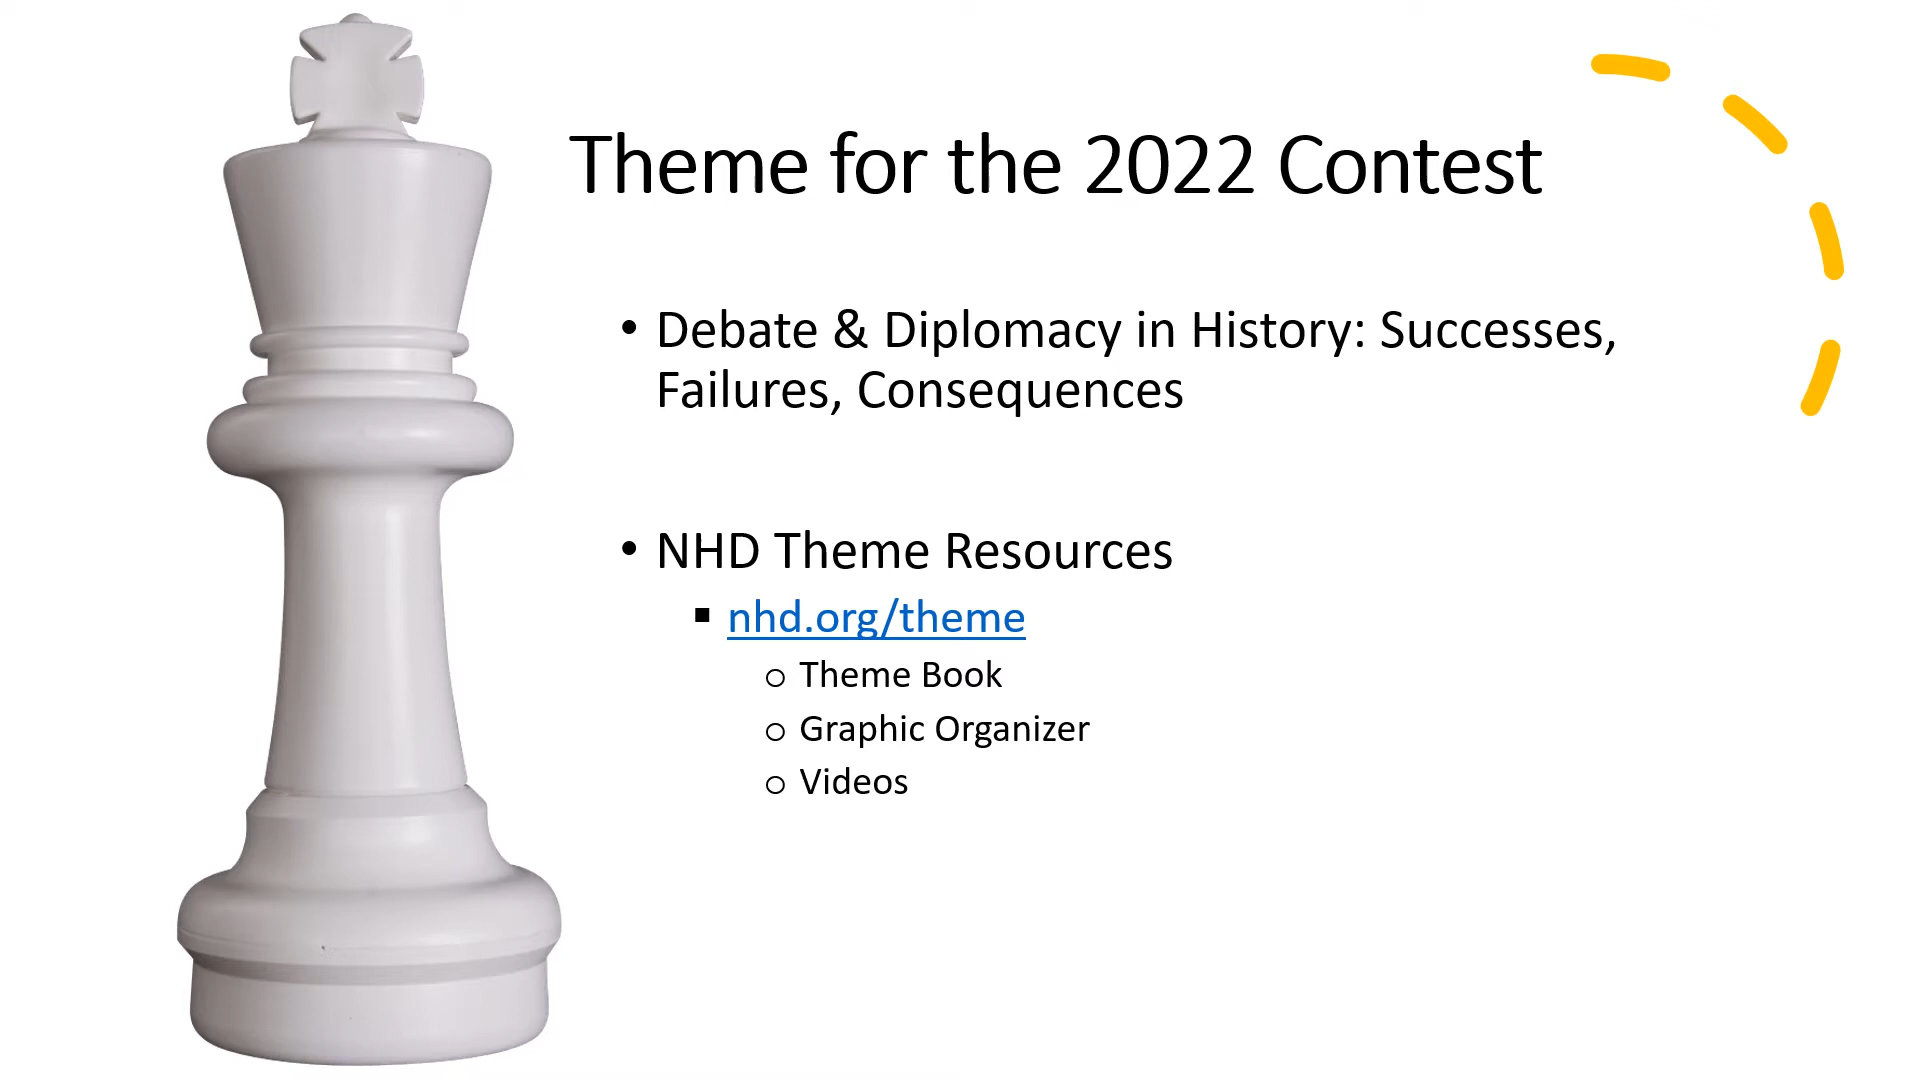 Theme for the 2022 Contest
• Debate & Diplomacy in History: Successes,
Failures, Consequences
• NHD Theme Resources
▪ nhd.org/theme
o Theme Book
o Graphic Organizer
o Videos